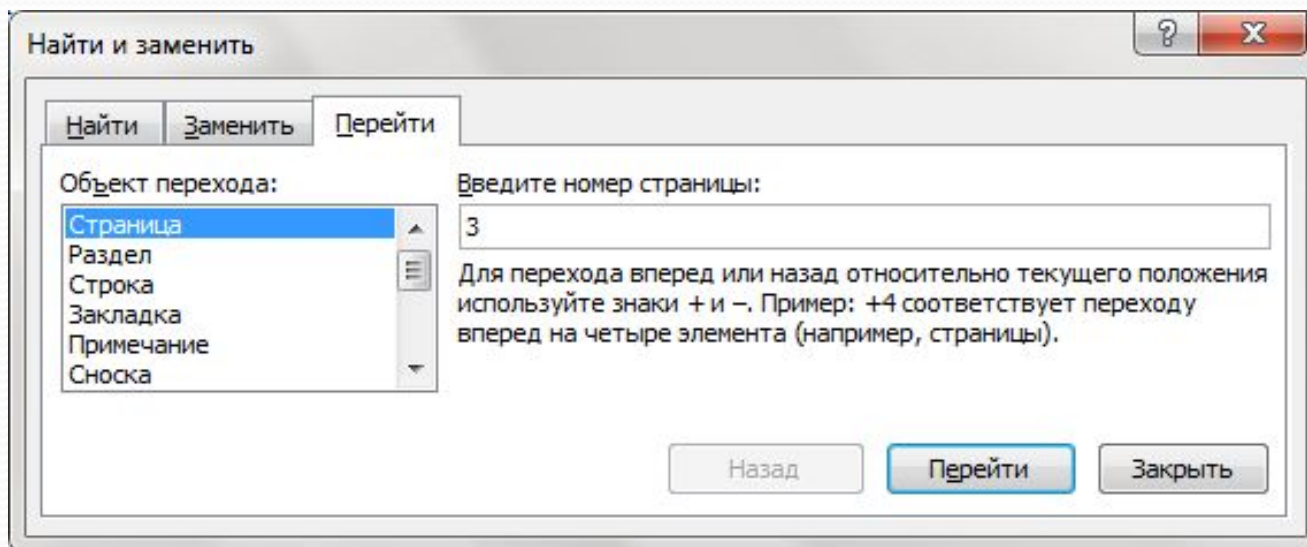 Найти и заменить
Найти
Заменить
Перейти
Объект перехода:
Страница
Раздел
Строка
Закладка
Примечание
Сноска
Введите номер страницы:
3
Для перехода вперед или назад относительно текущего положения
используйте знаки + и –. Пример: +4 соответствует переходу
вперед на четыре элемента (например, страницы).
Назад
Перейти
Закрыть